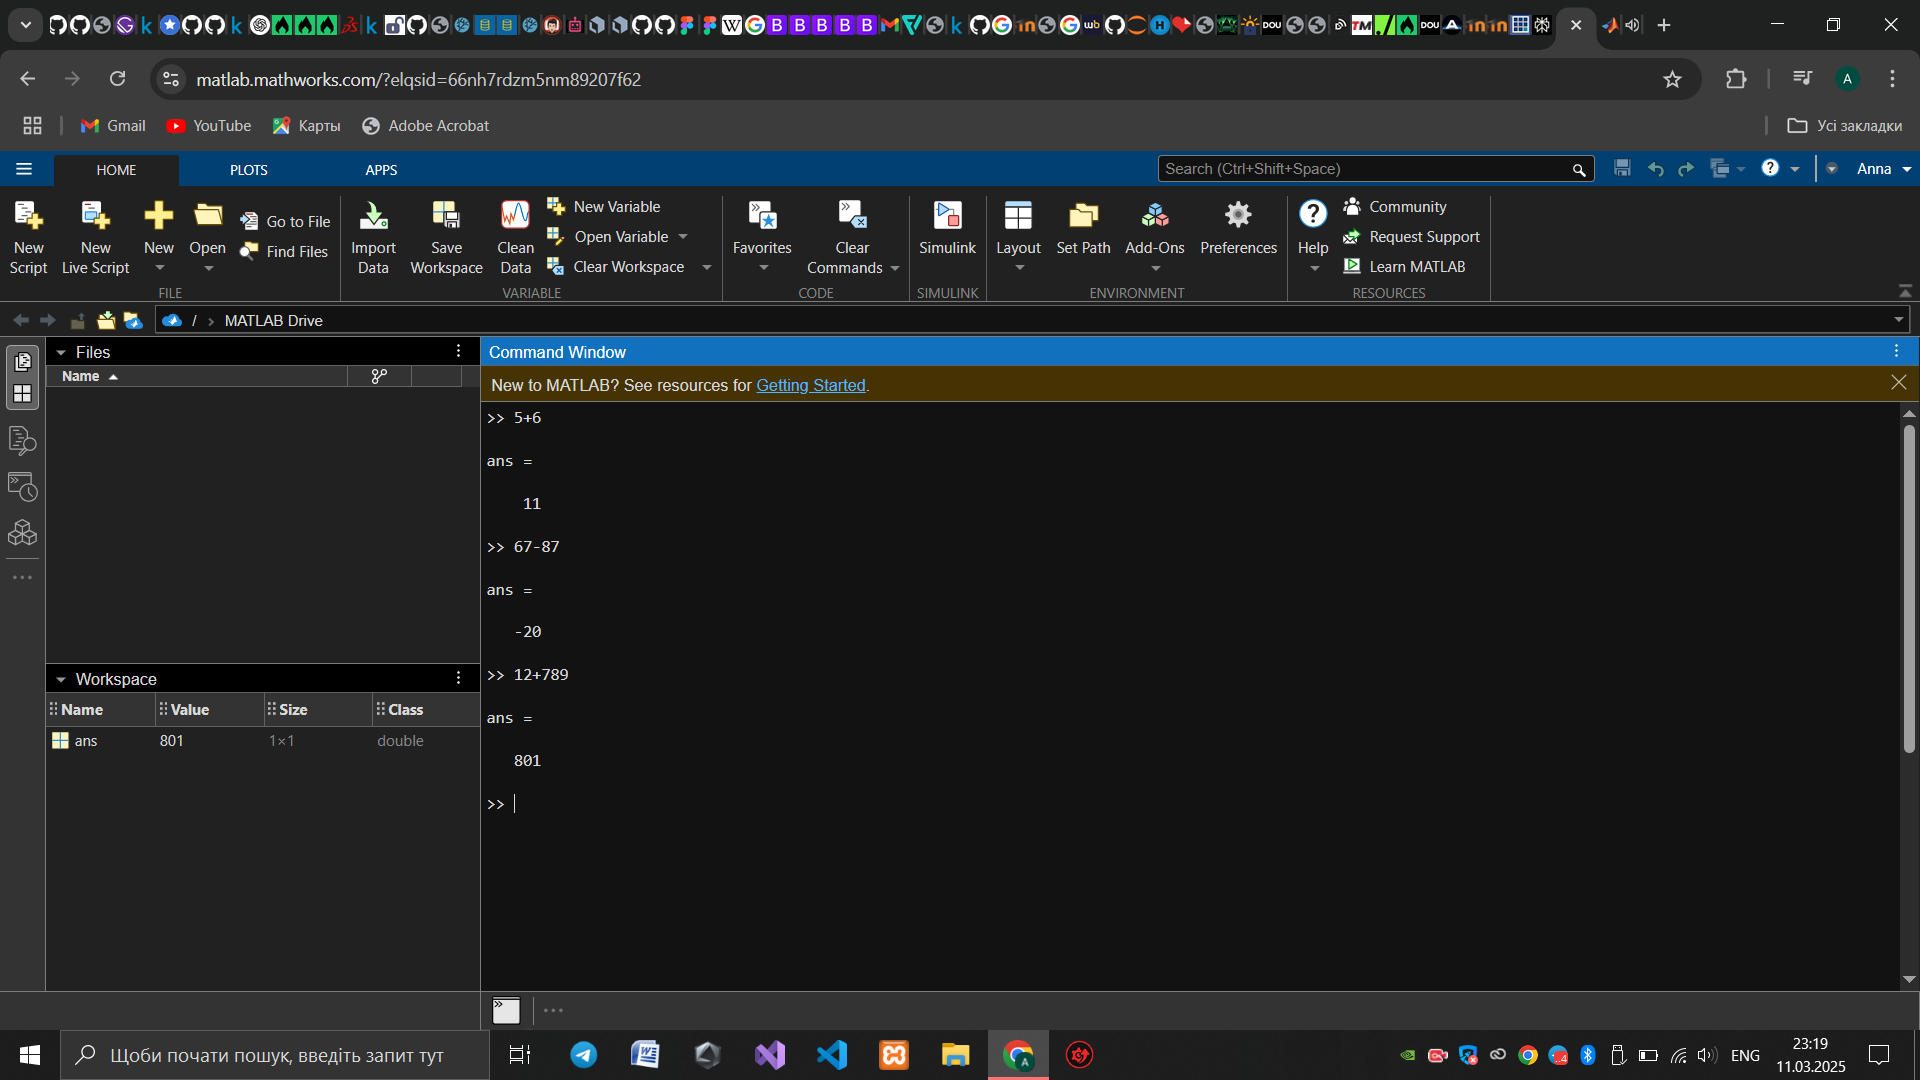 matlab.mathworks.com/?elqsid=66nh7rdzm5nm89207f62
A
Gmail
YouTube
Карты
Adobe Acrobat
Усі закладки
HOME
PLOTS
APPS
Search (Ctrl+Shift+Space)
Anna
New Script
New Live Script
New
Open
Go to File
Find Files
FILE
Import Data
Save Workspace
Clean Data
New Variable
Open Variable
Clear Workspace
VARIABLE
Favorites
Clear Commands
CODE
Simulink
SIMULINK
Layout
Set Path
Add-Ons
Preferences
ENVIRONMENT
Help
Community
Request Support
Learn MATLAB
RESOURCES
/ › MATLAB Drive
Files
Name
Workspace
Name Value Size Class
ans 801 1×1 double
Command Window
New to MATLAB? See resources for Getting Started.
>> 5+6
ans =
11
>> 67-87
ans =
-20
>> 12+789
ans =
801
>>
Щоби почати пошук, введіть запит тут
ENG
23:19
11.03.2025